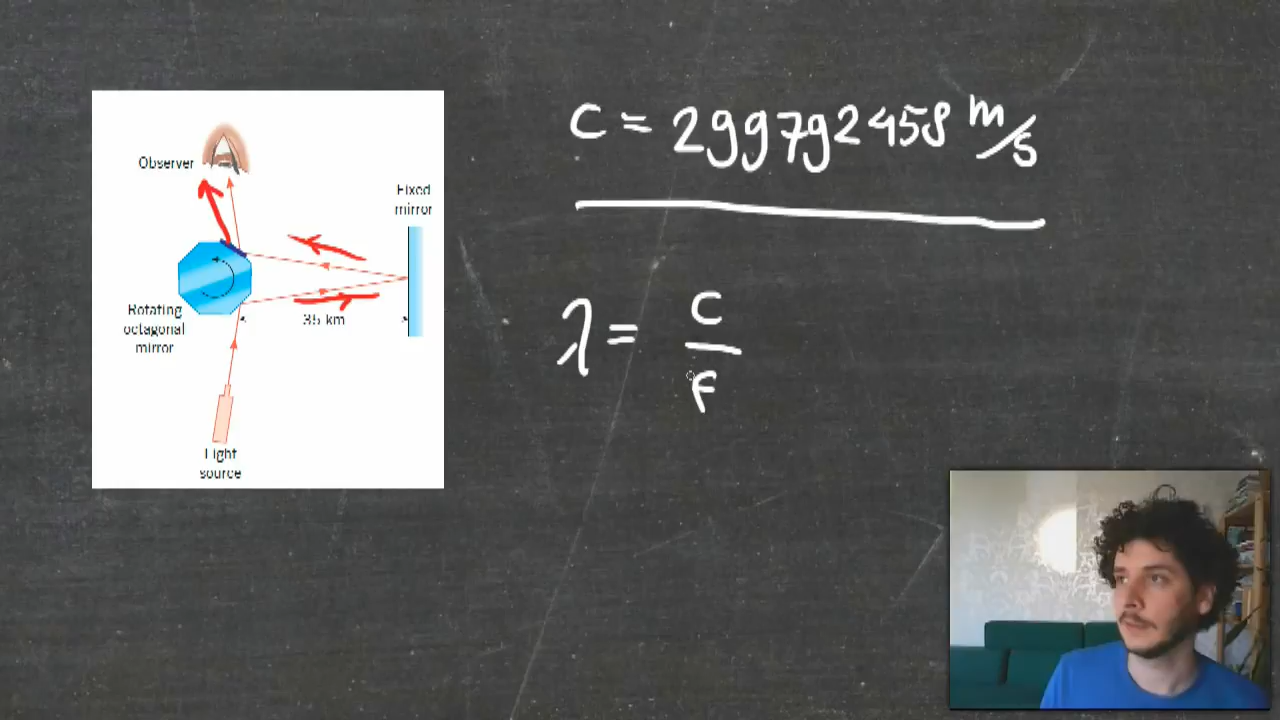 Observer
Fixed
mirror
Rotating
octagonal
mirror
35 km
Light
source
c = 299792458 m/s
λ = c/f